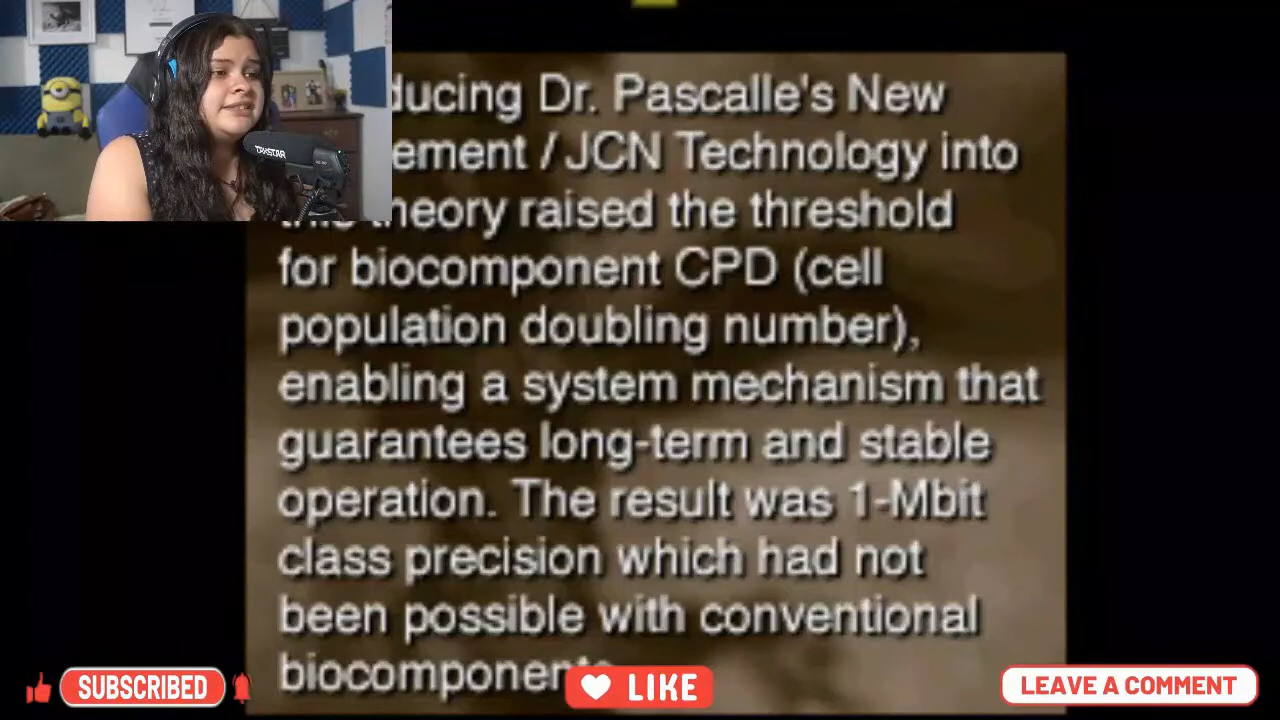 ducing Dr. Pascalle's New
ement / JCN Technology into
theory raised the threshold
for biocomponent CPD (cell
population doubling number),
enabling a system mechanism that
guarantees long-term and stable
operation. The result was 1-Mbit
class precision which had not
been possible with conventional
TAKSTAR
SUBSCRIBED
LIKE
LEAVE A COMMENT